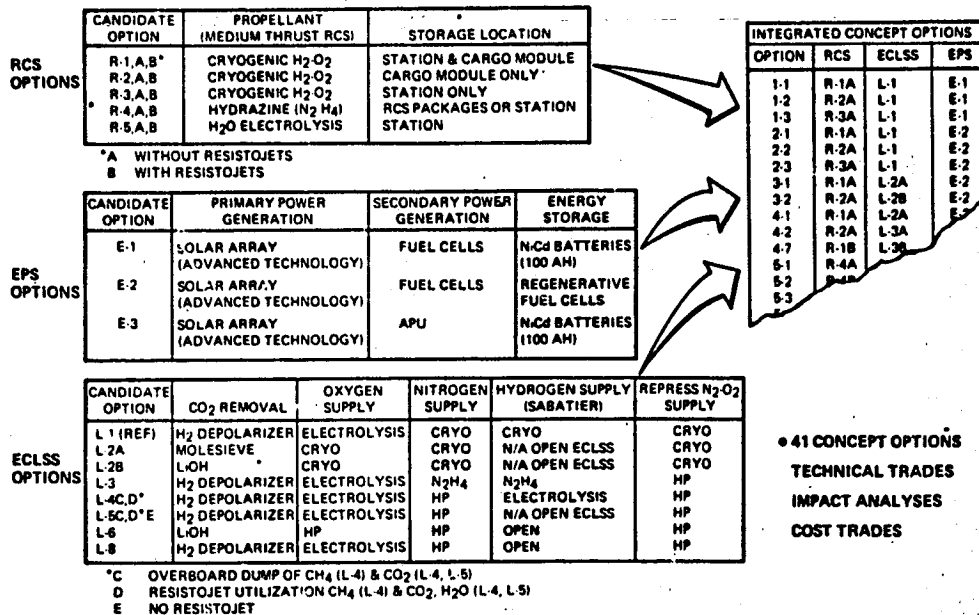 RCS OPTIONS
CANDIDATE OPTION PROPELLANT (MEDIUM THRUST RCS) STORAGE LOCATION
R-1,A,B* CRYOGENIC H2-O2 STATION & CARGO MODULE
R-2,A,B CRYOGENIC H2-O2 CARGO MODULE ONLY
R-3,A,B CRYOGENIC H2-O2 STATION ONLY
R-4,A,B HYDRAZINE (N2H4) RCS PACKAGES OR STATION
R-5,A,B H2O ELECTROLYSIS STATION
*A WITHOUT RESISTOJETS
B WITH RESISTOJETS
EPS OPTIONS
CANDIDATE OPTION PRIMARY POWER GENERATION SECONDARY POWER GENERATION ENERGY STORAGE
E-1 SOLAR ARRAY (ADVANCED TECHNOLOGY) FUEL CELLS NiCd BATTERIES (100 AH)
E-2 SOLAR ARRAY (ADVANCED TECHNOLOGY) FUEL CELLS REGENERATIVE FUEL CELLS
E-3 SOLAR ARRAY (ADVANCED TECHNOLOGY) APU NiCd BATTERIES (100 AH)
ECLSS OPTIONS
CANDIDATE OPTION CO2 REMOVAL OXYGEN SUPPLY NITROGEN SUPPLY HYDROGEN SUPPLY (SABATIER) REPRESS N2-O2 SUPPLY
L-1 (REF) H2 DEPOLARIZER ELECTROLYSIS CRYO CRYO CRYO
L-2A MOLESIEVE CRYO CRYO N/A OPEN ECLSS CRYO
L-2B LiOH CRYO CRYO N/A OPEN ECLSS CRYO
L-3 H2 DEPOLARIZER ELECTROLYSIS N2H4 N2H4 HP
L-4C,D* H2 DEPOLARIZER ELECTROLYSIS HP ELECTROLYSIS HP
L-5C,D*E H2 DEPOLARIZER ELECTROLYSIS HP N/A OPEN ECLSS HP
L-6 LiOH HP HP OPEN HP
L-8 H2 DEPOLARIZER ELECTROLYSIS HP OPEN HP
*C OVERBOARD DUMP OF CH4 (L-4) & CO2 (L-4, L-5)
D RESISTOJET UTILIZATION CH4 (L-4) & CO2, H2O (L-4, L-5)
E NO RESISTOJET
INTEGRATED CONCEPT OPTIONS
OPTION RCS ECLSS EPS
1-1 R-1A L-1 E-1
1-2 R-2A L-1 E-1
1-3 R-3A L-1 E-1
2-1 R-1A L-1 E-2
2-2 R-2A L-1 E-2
2-3 R-3A L-1 E-2
3-1 R-1A L-2A E-2
3-2 R-2A L-2B E-2
4-1 R-1A L-2A E-2
4-2 R-2A L-3A
4-7 R-1B L-3B
5-1 R-4A
5-2 R-4B
5-3
• 41 CONCEPT OPTIONS
TECHNICAL TRADES
IMPACT ANALYSES
COST TRADES